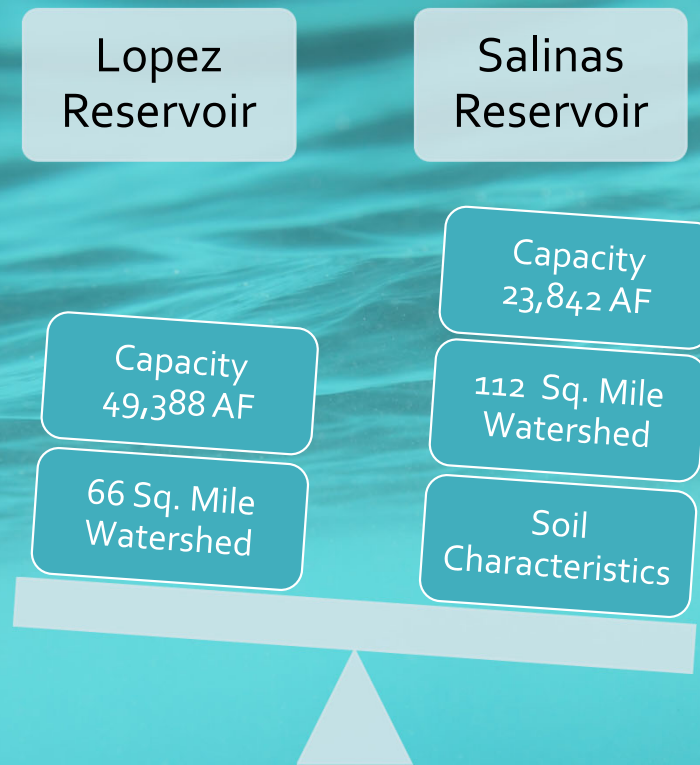 Lopez
Reservoir
Capacity
49,388 AF
66 Sq. Mile
Watershed
Salinas
Reservoir
Capacity
23,842 AF
112 Sq. Mile
Watershed
Soil
Characteristics